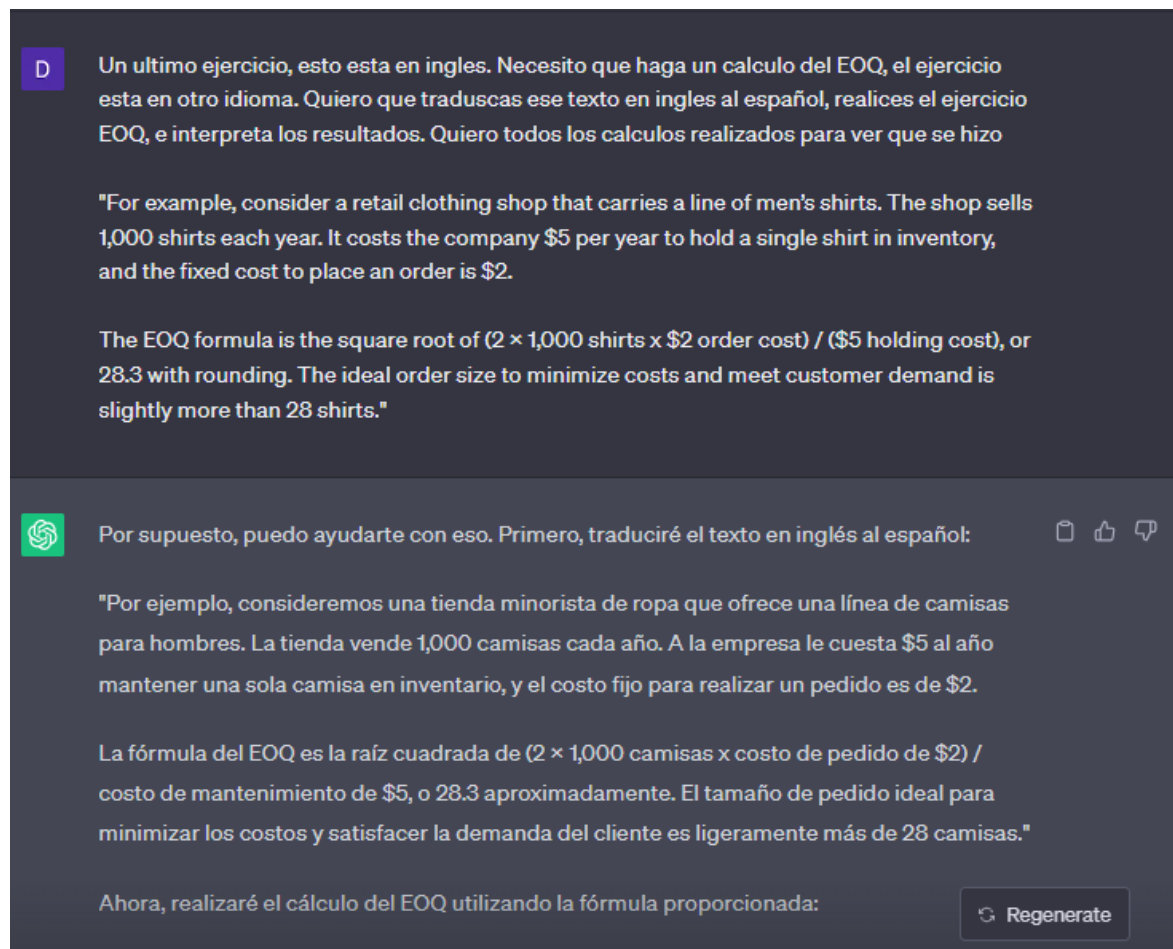 D
Un ultimo ejercicio, esto esta en ingles. Necesito que haga un calculo del EOQ, el ejercicio
esta en otro idioma. Quiero que traduscas ese texto en ingles al español, realices el ejercicio
EOQ, e interpreta los resultados. Quiero todos los calculos realizados para ver que se hizo
"For example, consider a retail clothing shop that carries a line of men's shirts. The shop sells
1,000 shirts each year. It costs the company $5 per year to hold a single shirt in inventory,
and the fixed cost to place an order is $2.
The EOQ formula is the square root of (2 × 1,000 shirts x $2 order cost) / ($5 holding cost), or
28.3 with rounding. The ideal order size to minimize costs and meet customer demand is
slightly more than 28 shirts."
Por supuesto, puedo ayudarte con eso. Primero, traduciré el texto en inglés al español:
"Por ejemplo, consideremos una tienda minorista de ropa que ofrece una línea de camisas
para hombres. La tienda vende 1,000 camisas cada año. A la empresa le cuesta $5 al año
mantener una sola camisa en inventario, y el costo fijo para realizar un pedido es de $2.
La fórmula del EOQ es la raíz cuadrada de (2 × 1,000 camisas x costo de pedido de $2) /
costo de mantenimiento de $5, o 28.3 aproximadamente. El tamaño de pedido ideal para
minimizar los costos y satisfacer la demanda del cliente es ligeramente más de 28 camisas."
Ahora, realizaré el cálculo del EOQ utilizando la fórmula proporcionada:
Regenerate